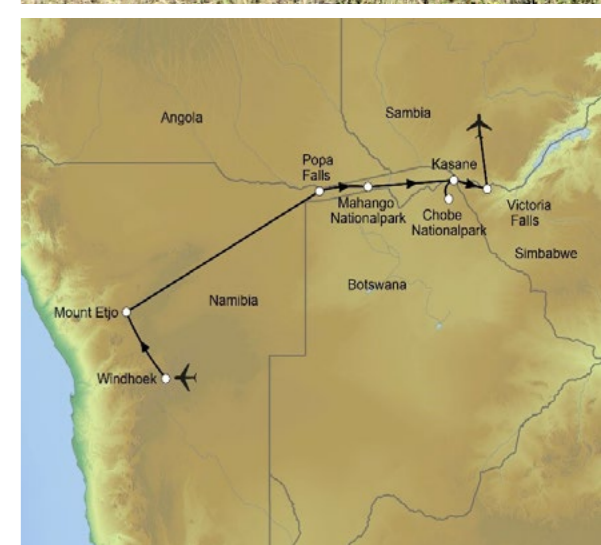 Angola
Sambia
Popa
Falls
Kasane
Mahango
Nationalpark
Chobe
Nationalpark
Victoria
Falls
Simbabwe
Botswana
Namibia
Mount Etjo
Windhoek